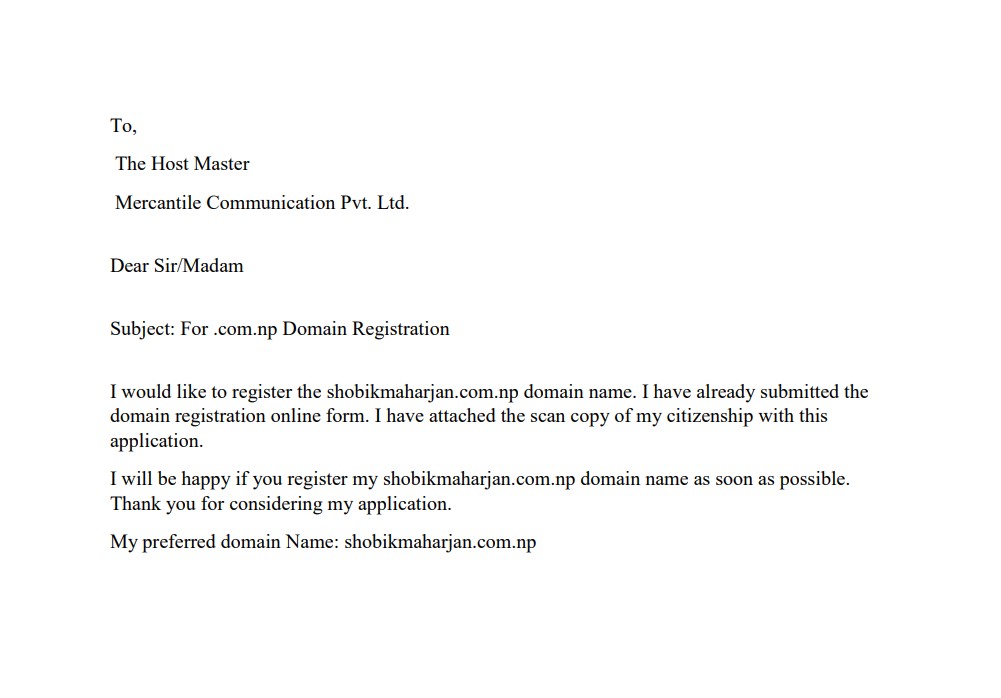 To,
The Host Master
Mercantile Communication Pvt. Ltd.
Dear Sir/Madam
Subject: For .com.np Domain Registration
I would like to register the shobikmaharjan.com.np domain name. I have already submitted the
domain registration online form. I have attached the scan copy of my citizenship with this
application.
I will be happy if you register my shobikmaharjan.com.np domain name as soon as possible.
Thank you for considering my application.
My preferred domain Name: shobikmaharjan.com.np